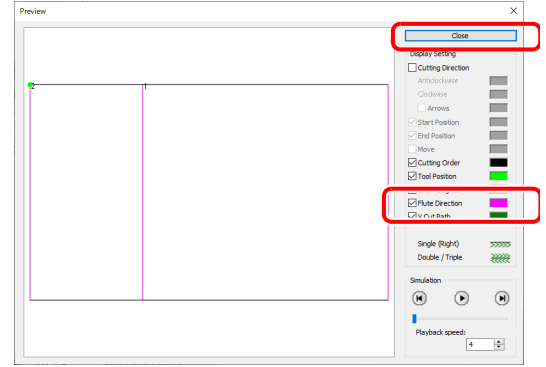 Preview
Close
Display Setting
Cutting Direction
Anticlockwise
Clockwise
Arrows
Start Position
End Position
Move
Cutting Order
Tool Position
Flute Direction
V Cut Path
Single (Right)
Double / Triple
Simulation
Playback speed:
4
2
1